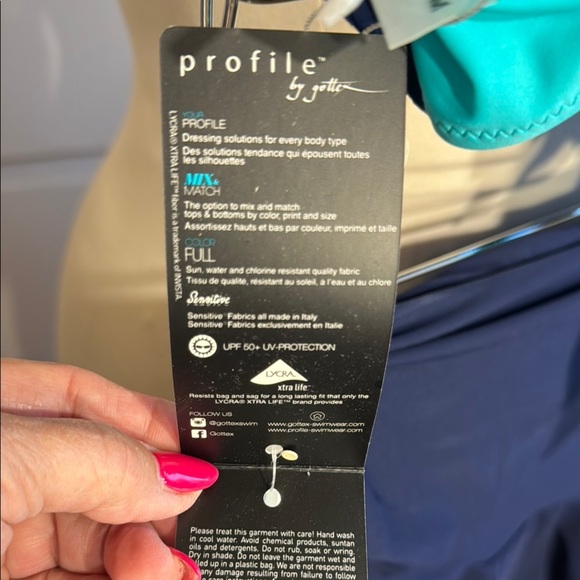 profile™
by gottex
YOUR
PROFILE
Dressing solutions for every body type
Des solutions tendance qui épousent toutes
les silhouettes
MIX&
MATCH
The option to mix and match
tops & bottoms by color, print and size
Assortissez hauts et bas par couleur, imprimé et taille
COLOR
FULL
Sun, water and chlorine resistant quality fabric
Tissu de qualité, résistant au soleil, à l'eau et au chlore
Sensitive
Sensitive® Fabrics all made in Italy
Sensitive® Fabrics exclusivement en Italie
UPF 50+ UV-PROTECTION
LYCRA
xtra life™
Resists bag and sag for a long lasting fit that only the
LYCRA® XTRA LIFE™ brand provides
FOLLOW US
@gottexswim
www.gottex-swimwear.com
Gottex
www.profile-swimwear.com
LYCRA® XTRA LIFE™ fiber is a trademark of INVISTA.
Please treat this garment with care! Hand wash
in cool water. Avoid chemical products, suntan
oils and detergents. Do not rub, soak or wring.
Dry in shade. Do not leave the garment wet and
led up in a plastic bag. We are not responsible
any damage resulting from failure to follow
care